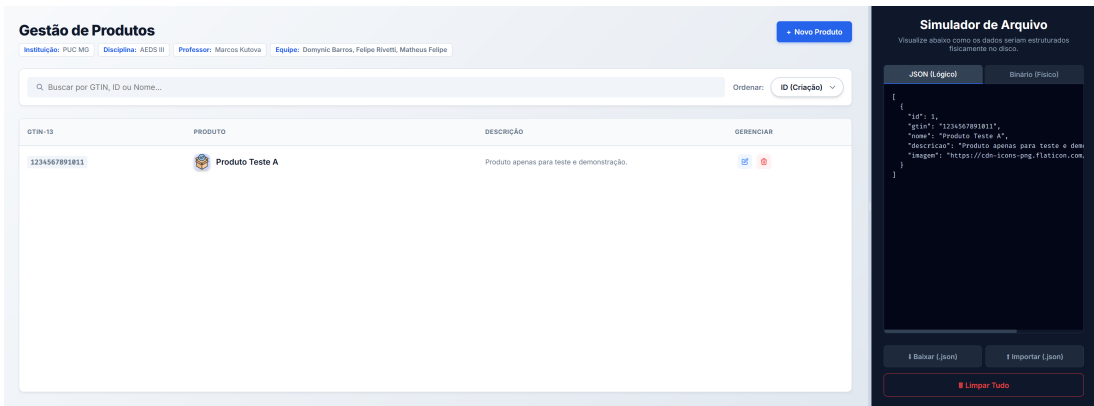 Gestão de Produtos
Instituição: PUC MG Disciplina: AEDS III Professor: Marcos Kutova Equipe: Domynic Barros, Felipe Rivetti, Matheus Felipe
+ Novo Produto
Buscar por GTIN, ID ou Nome...
Ordenar: ID (Criação)
GTIN-13 PRODUTO DESCRIÇÃO GERENCIAR
1234567891011 Produto Teste A Produto apenas para teste e demonstração.
Simulador de Arquivo
Visualize abaixo como os dados seriam estruturados
fisicamente no disco.
JSON (Lógico) Binário (Físico)
[
{
"id": 1,
"gtin": "1234567891011",
"nome": "Produto Teste A",
"descricao": "Produto apenas para teste e dem
"imagem": "https://cdn-icons-png.flaticon.com
}
]
⬇ Baixar (.json) ⬆ Importar (.json)
Limpar Tudo